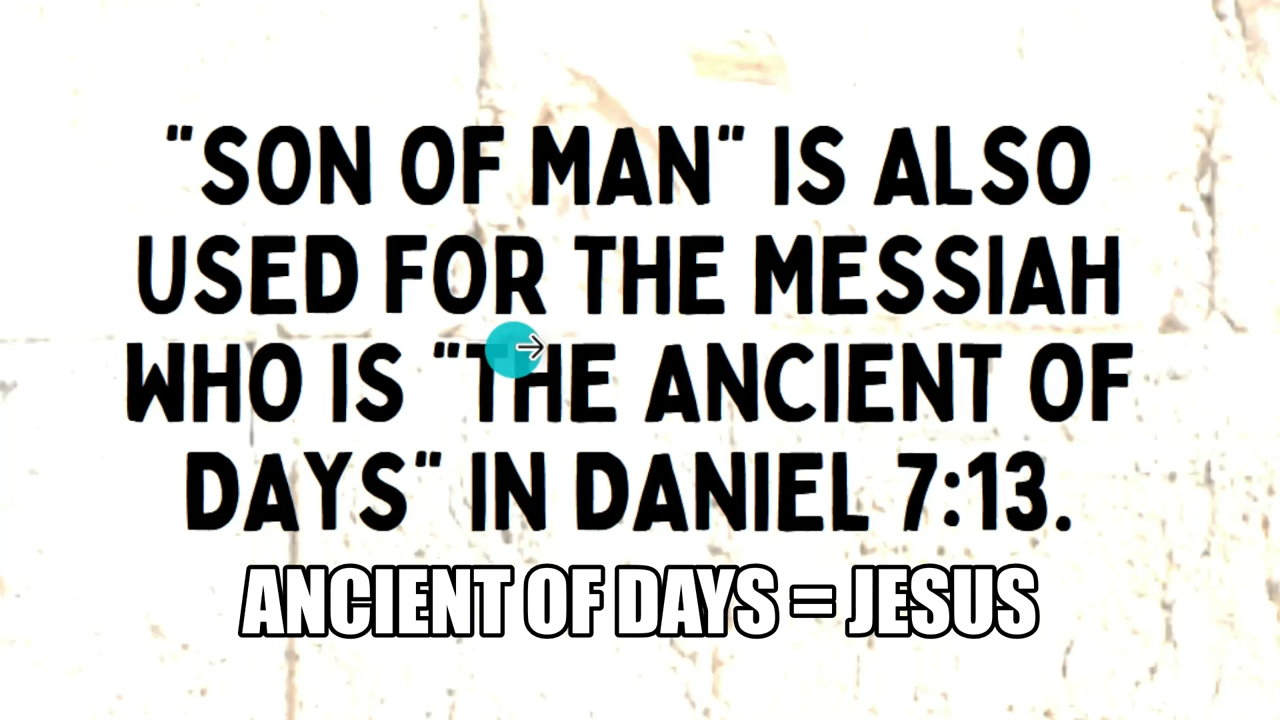 "SON OF MAN" IS ALSO
USED FOR THE MESSIAH
WHO IS "THE ANCIENT OF
DAYS" IN DANIEL 7:13.
ANCIENT OF DAYS = JESUS